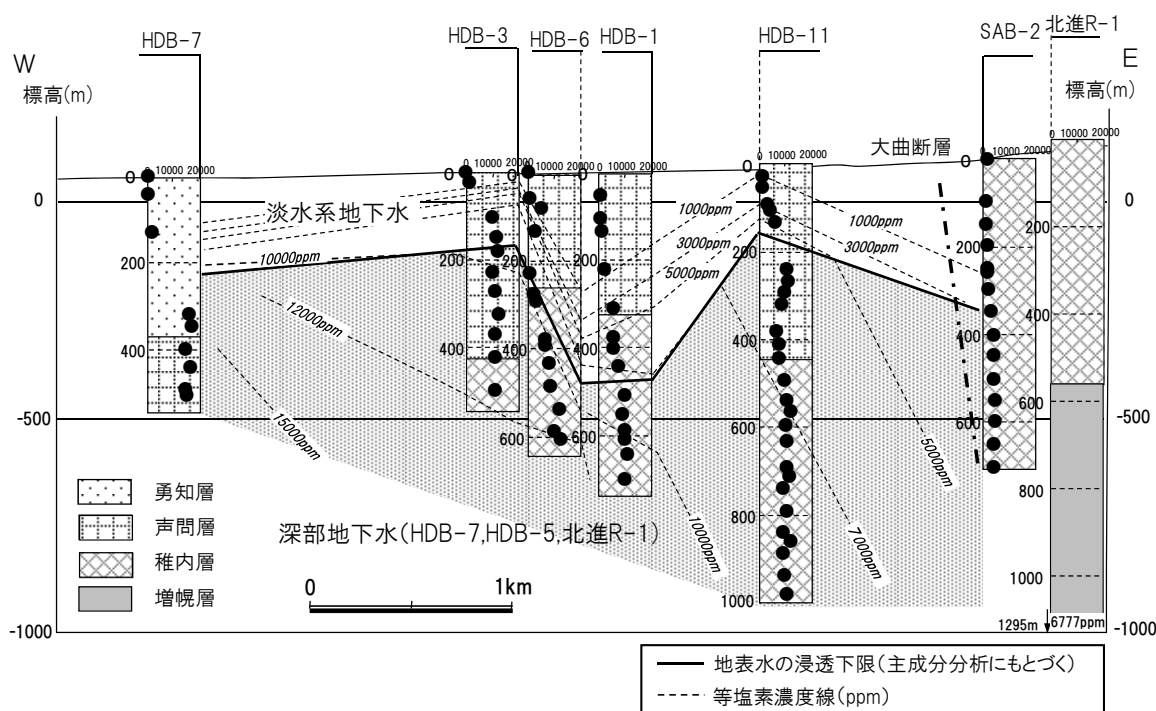 HDB-7
HDB-3
HDB-6
HDB-1
HDB-11
SAB-2
北進R-1
W
E
標高(m)
標高(m)
大曲断層
0 10000 20000
0 10000 20000
0 10000 20000
0 10000 20000
0 10000 20000
0 10000 20000
0 10000 20000
0
0
0
0
0
0
0
0
淡水系地下水
1000ppm
3000ppm
5000ppm
1000ppm
3000ppm
10000ppm
12000ppm
15000ppm
10000ppm
7000ppm
5000ppm
200
400
200
400
200
400
600
200
400
600
200
400
600
800
1000
200
400
600
200
400
600
800
1000
-500
-500
勇知層
声問層
稚内層
増幌層
深部地下水(HDB-7,HDB-5,北進R-1)
0 1km
1295m
6777ppm
-1000
-1000
地表水の浸透下限(主成分分析にもとづく)
等塩素濃度線(ppm)